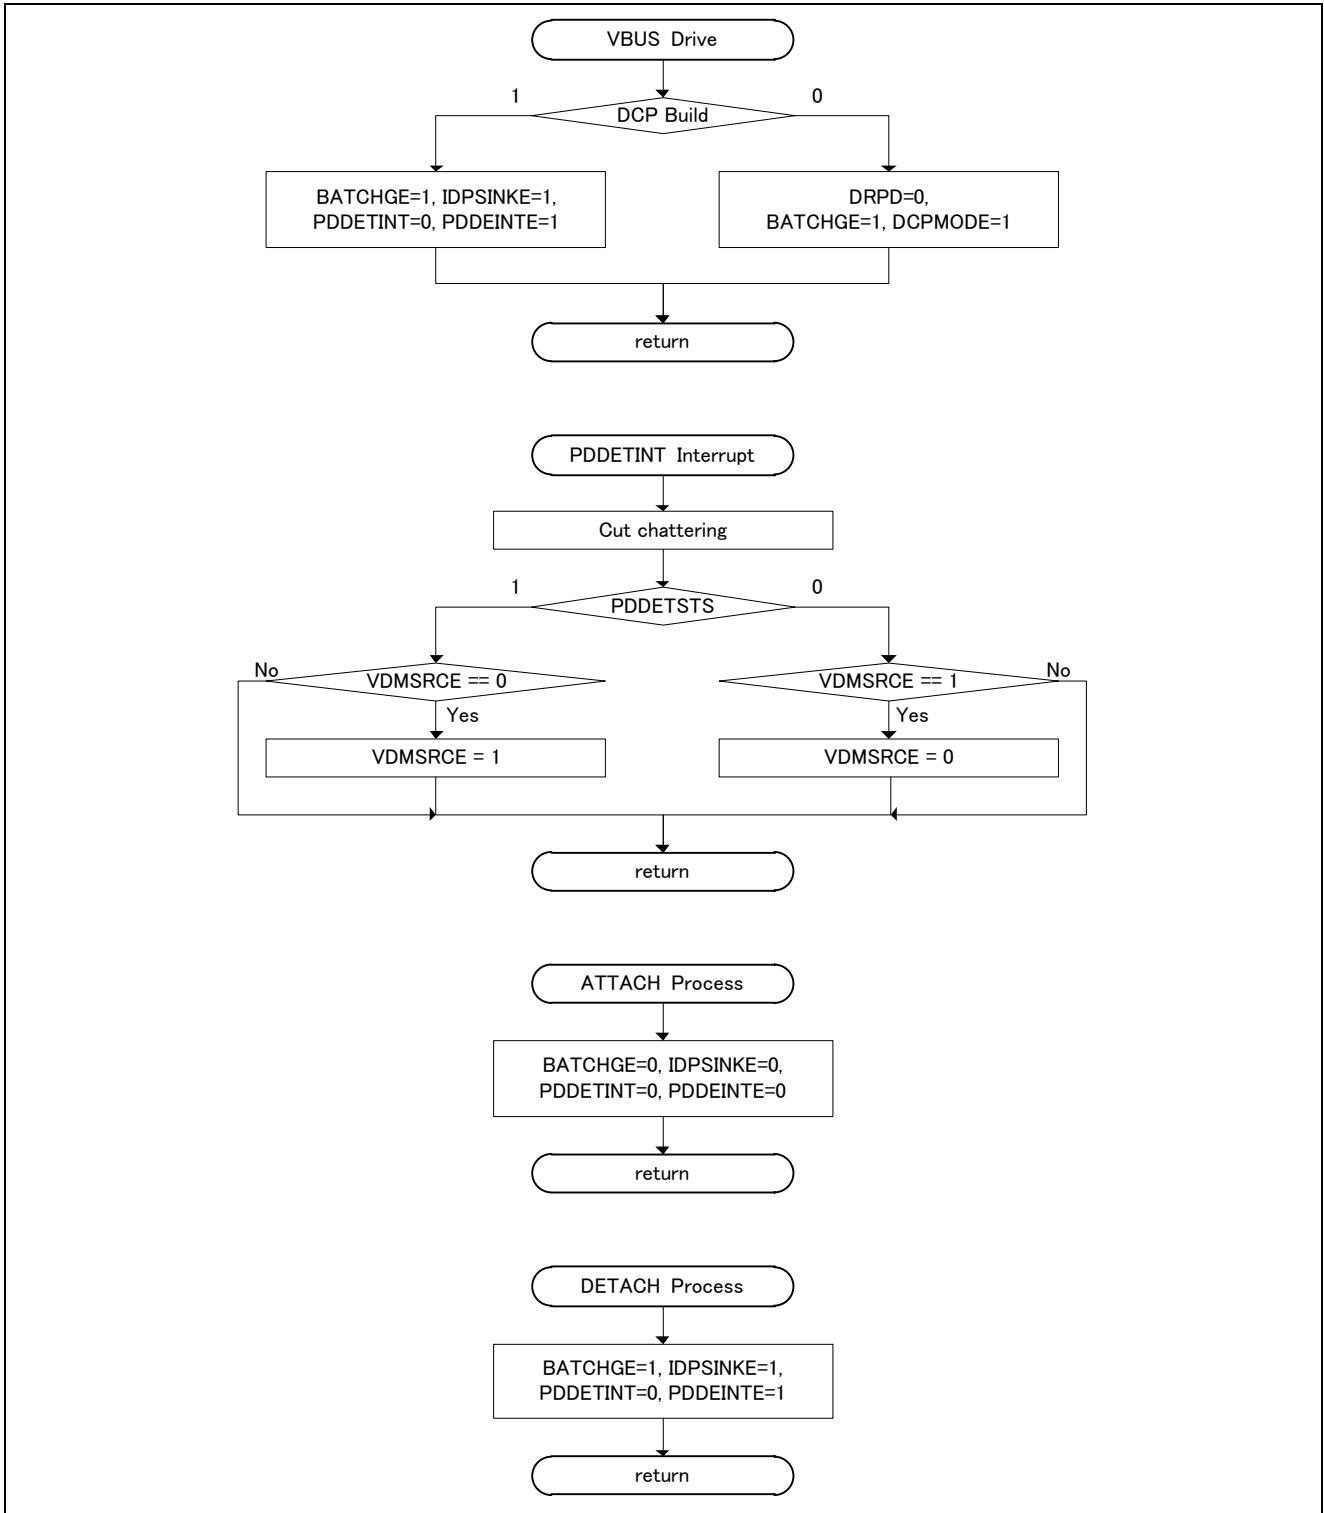 VBUS Drive
1
0
DCP Build
BATCHGE=1, IDPSINKE=1,
PDDETINT=0, PDDEINTE=1
DRPD=0,
BATCHGE=1, DCPMODE=1
return
PDDETINT Interrupt
Cut chattering
1
0
PDDETSTS
No
VDMSRCE == 0
VDMSRCE == 1
No
Yes
Yes
VDMSRCE = 1
VDMSRCE = 0
return
ATTACH Process
BATCHGE=0, IDPSINKE=0,
PDDETINT=0, PDDEINTE=0
return
DETACH Process
BATCHGE=1, IDPSINKE=1,
PDDETINT=0, PDDEINTE=1
return